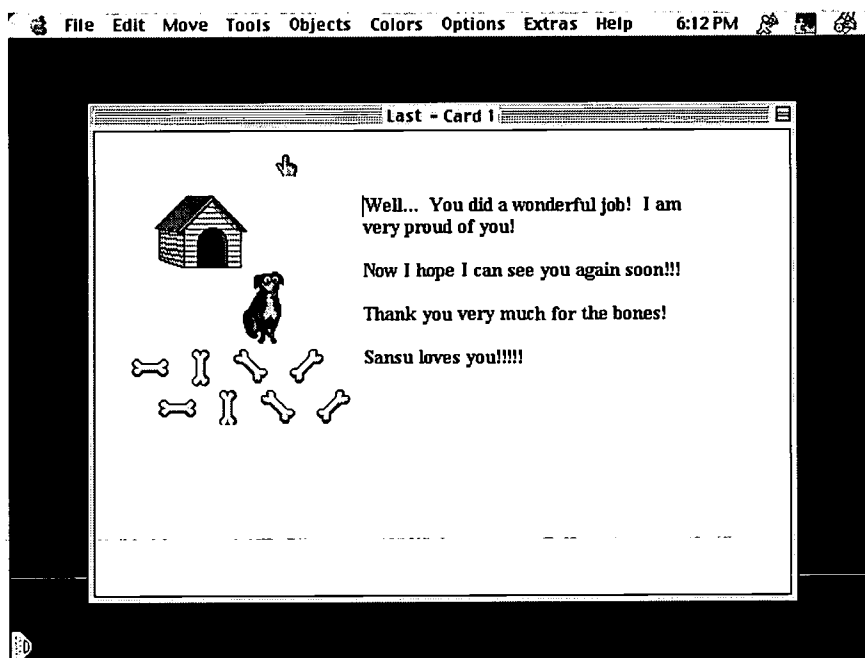 File Edit Move Tools Objects Colors Options Extras Help 6:12 PM
Last - Card 1
Well... You did a wonderful job! I am
very proud of you!
Now I hope I can see you again soon!!!
Thank you very much for the bones!
Sansu loves you!!!!!